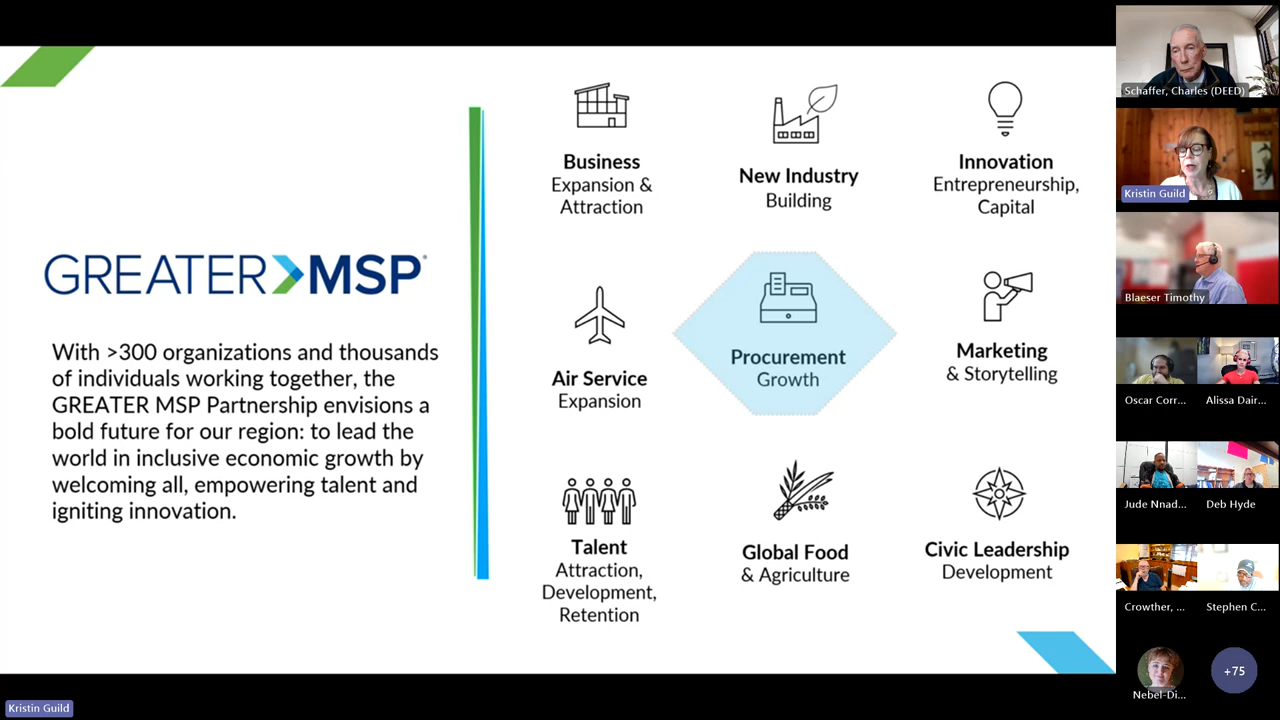 GREATER MSP®
With >300 organizations and thousands
of individuals working together, the
GREATER MSP Partnership envisions a
bold future for our region: to lead the
world in inclusive economic growth by
welcoming all, empowering talent and
igniting innovation.
Business
Expansion &
Attraction
New Industry
Building
Innovation
Entrepreneurship,
Capital
Air Service
Expansion
Procurement
Growth
Marketing
& Storytelling
Talent
Attraction,
Development,
Retention
Global Food
& Agriculture
Civic Leadership
Development
Schaffer, Charles (DEED)
Kristin Guild
Blaeser Timothy
Oscar Corr...
Alissa Dair...
Jude Nnad...
Deb Hyde
Crowther, ...
Stephen C...
Nebel-Di...
+75
Kristin Guild